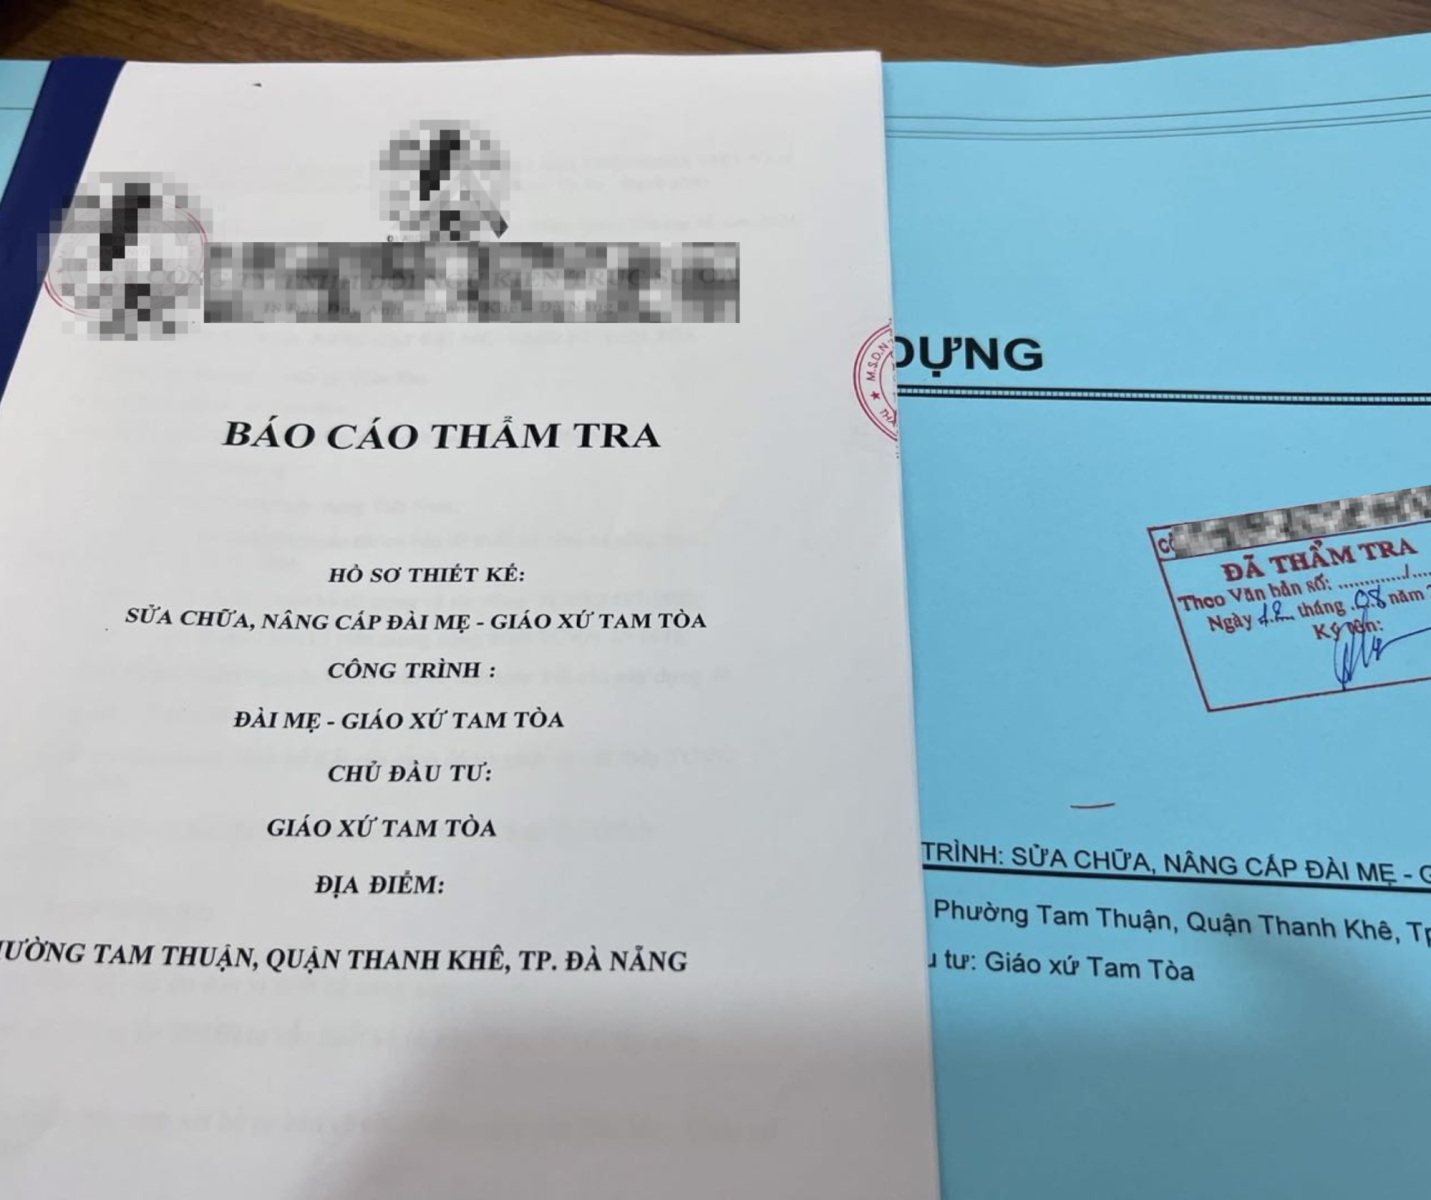 BÁO CÁO THẨM TRA
HỒ SƠ THIẾT KẾ:
SỬA CHỮA, NÂNG CẤP ĐÀI MẸ - GIÁO XỨ TAM TÒA
CÔNG TRÌNH :
ĐÀI MẸ - GIÁO XỨ TAM TÒA
CHỦ ĐẦU TƯ:
GIÁO XỨ TAM TÒA
ĐỊA ĐIỂM:
TAM THUẬN, QUẬN THANH KHÊ, TP. ĐÀ NẴNG
M.S.D.N
DỰNG
ĐÃ THẨM TRA
Theo Văn bản số: ............/....
Ngày 12 tháng 08 năm
Ký tên:
TRÌNH: SỬA CHỮA, NÂNG CẤP ĐÀI MẸ - G
Phường Tam Thuận, Quận Thanh Khê, Tp
tư: Giáo xứ Tam Tòa